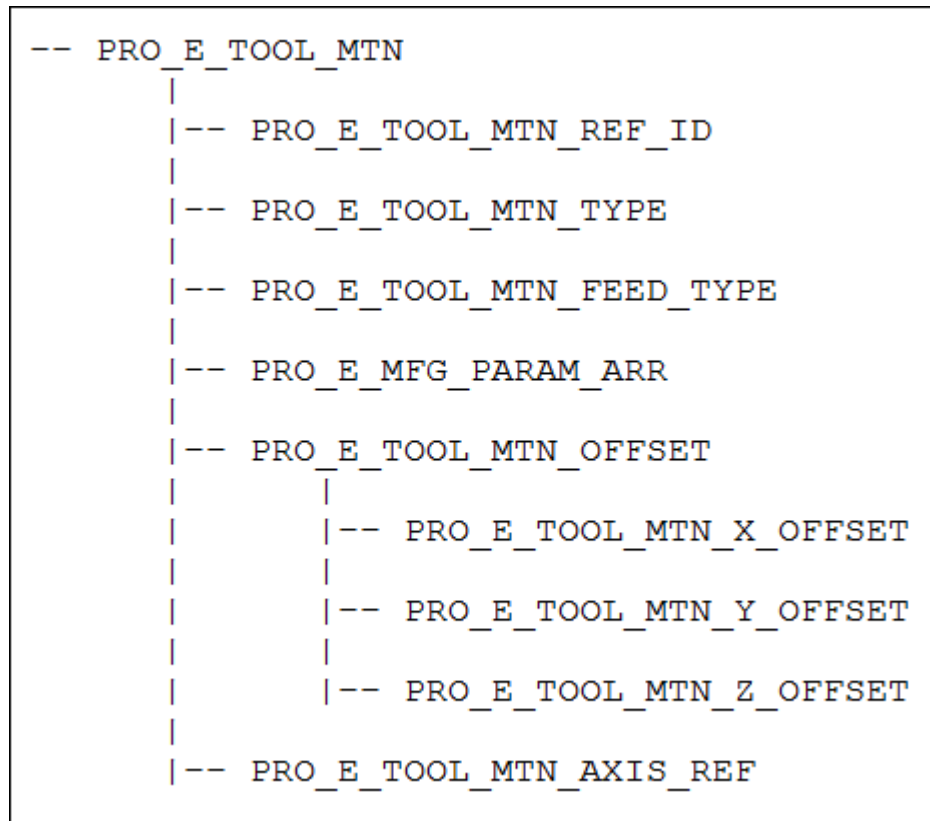 -- PRO_E_TOOL_MTN
|
|-- PRO_E_TOOL_MTN_REF_ID
|
|-- PRO_E_TOOL_MTN_TYPE
|
|-- PRO_E_TOOL_MTN_FEED_TYPE
|
|-- PRO_E_MFG_PARAM_ARR
|
|-- PRO_E_TOOL_MTN_OFFSET
| |
| |-- PRO_E_TOOL_MTN_X_OFFSET
| |
| |-- PRO_E_TOOL_MTN_Y_OFFSET
| |
| |-- PRO_E_TOOL_MTN_Z_OFFSET
|
|-- PRO_E_TOOL_MTN_AXIS_REF